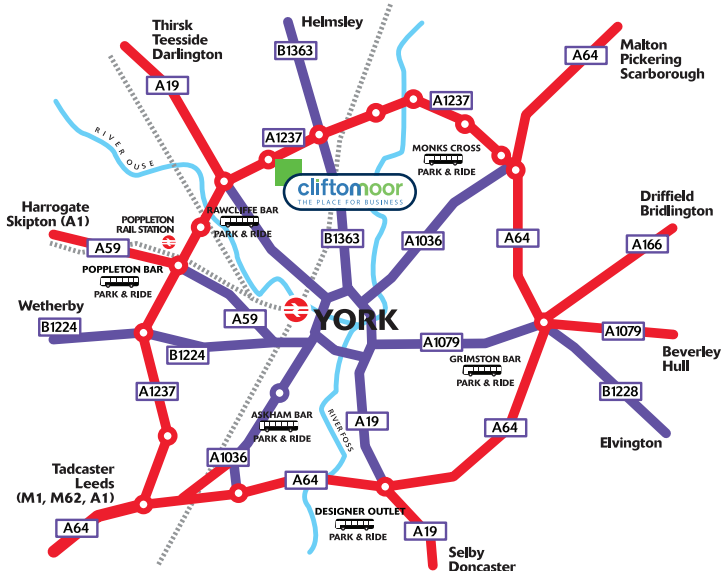 Thirsk
Teesside
Darlington
Helmsley
Malton
Pickering
Scarborough
B1363
A64
A19
A1237
A1237
RIVER OUSE
MONKS CROSS
PARK & RIDE
cliftonmoor
THE PLACE FOR BUSINESS
Harrogate
Skipton (A1)
POPPLETON
RAIL STATION
RAWCLIFFE BAR
PARK & RIDE
Driffield
Bridlington
B1363
A1036
A64
A166
A59
POPPLETON BAR
PARK & RIDE
Wetherby
B1224
A59
YORK
B1224
A1079
A1079
GRIMSTON BAR
PARK & RIDE
Beverley
Hull
A1237
B1228
ASKHAM BAR
PARK & RIDE
A19
RIVER FOSS
A64
Elvington
A1036
Tadcaster
Leeds
(M1, M62, A1)
A64
A64
DESIGNER OUTLET
PARK & RIDE
A19
Selby
Doncaster